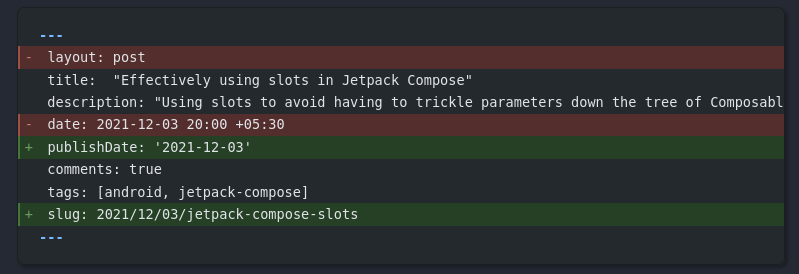 ---
- layout: post
title:  "Effectively using slots in Jetpack Compose"
description: "Using slots to avoid having to trickle parameters down the tree of Composabl
- date: 2021-12-03 20:00 +05:30
+ publishDate: '2021-12-03'
comments: true
tags: [android, jetpack-compose]
+ slug: 2021/12/03/jetpack-compose-slots
---